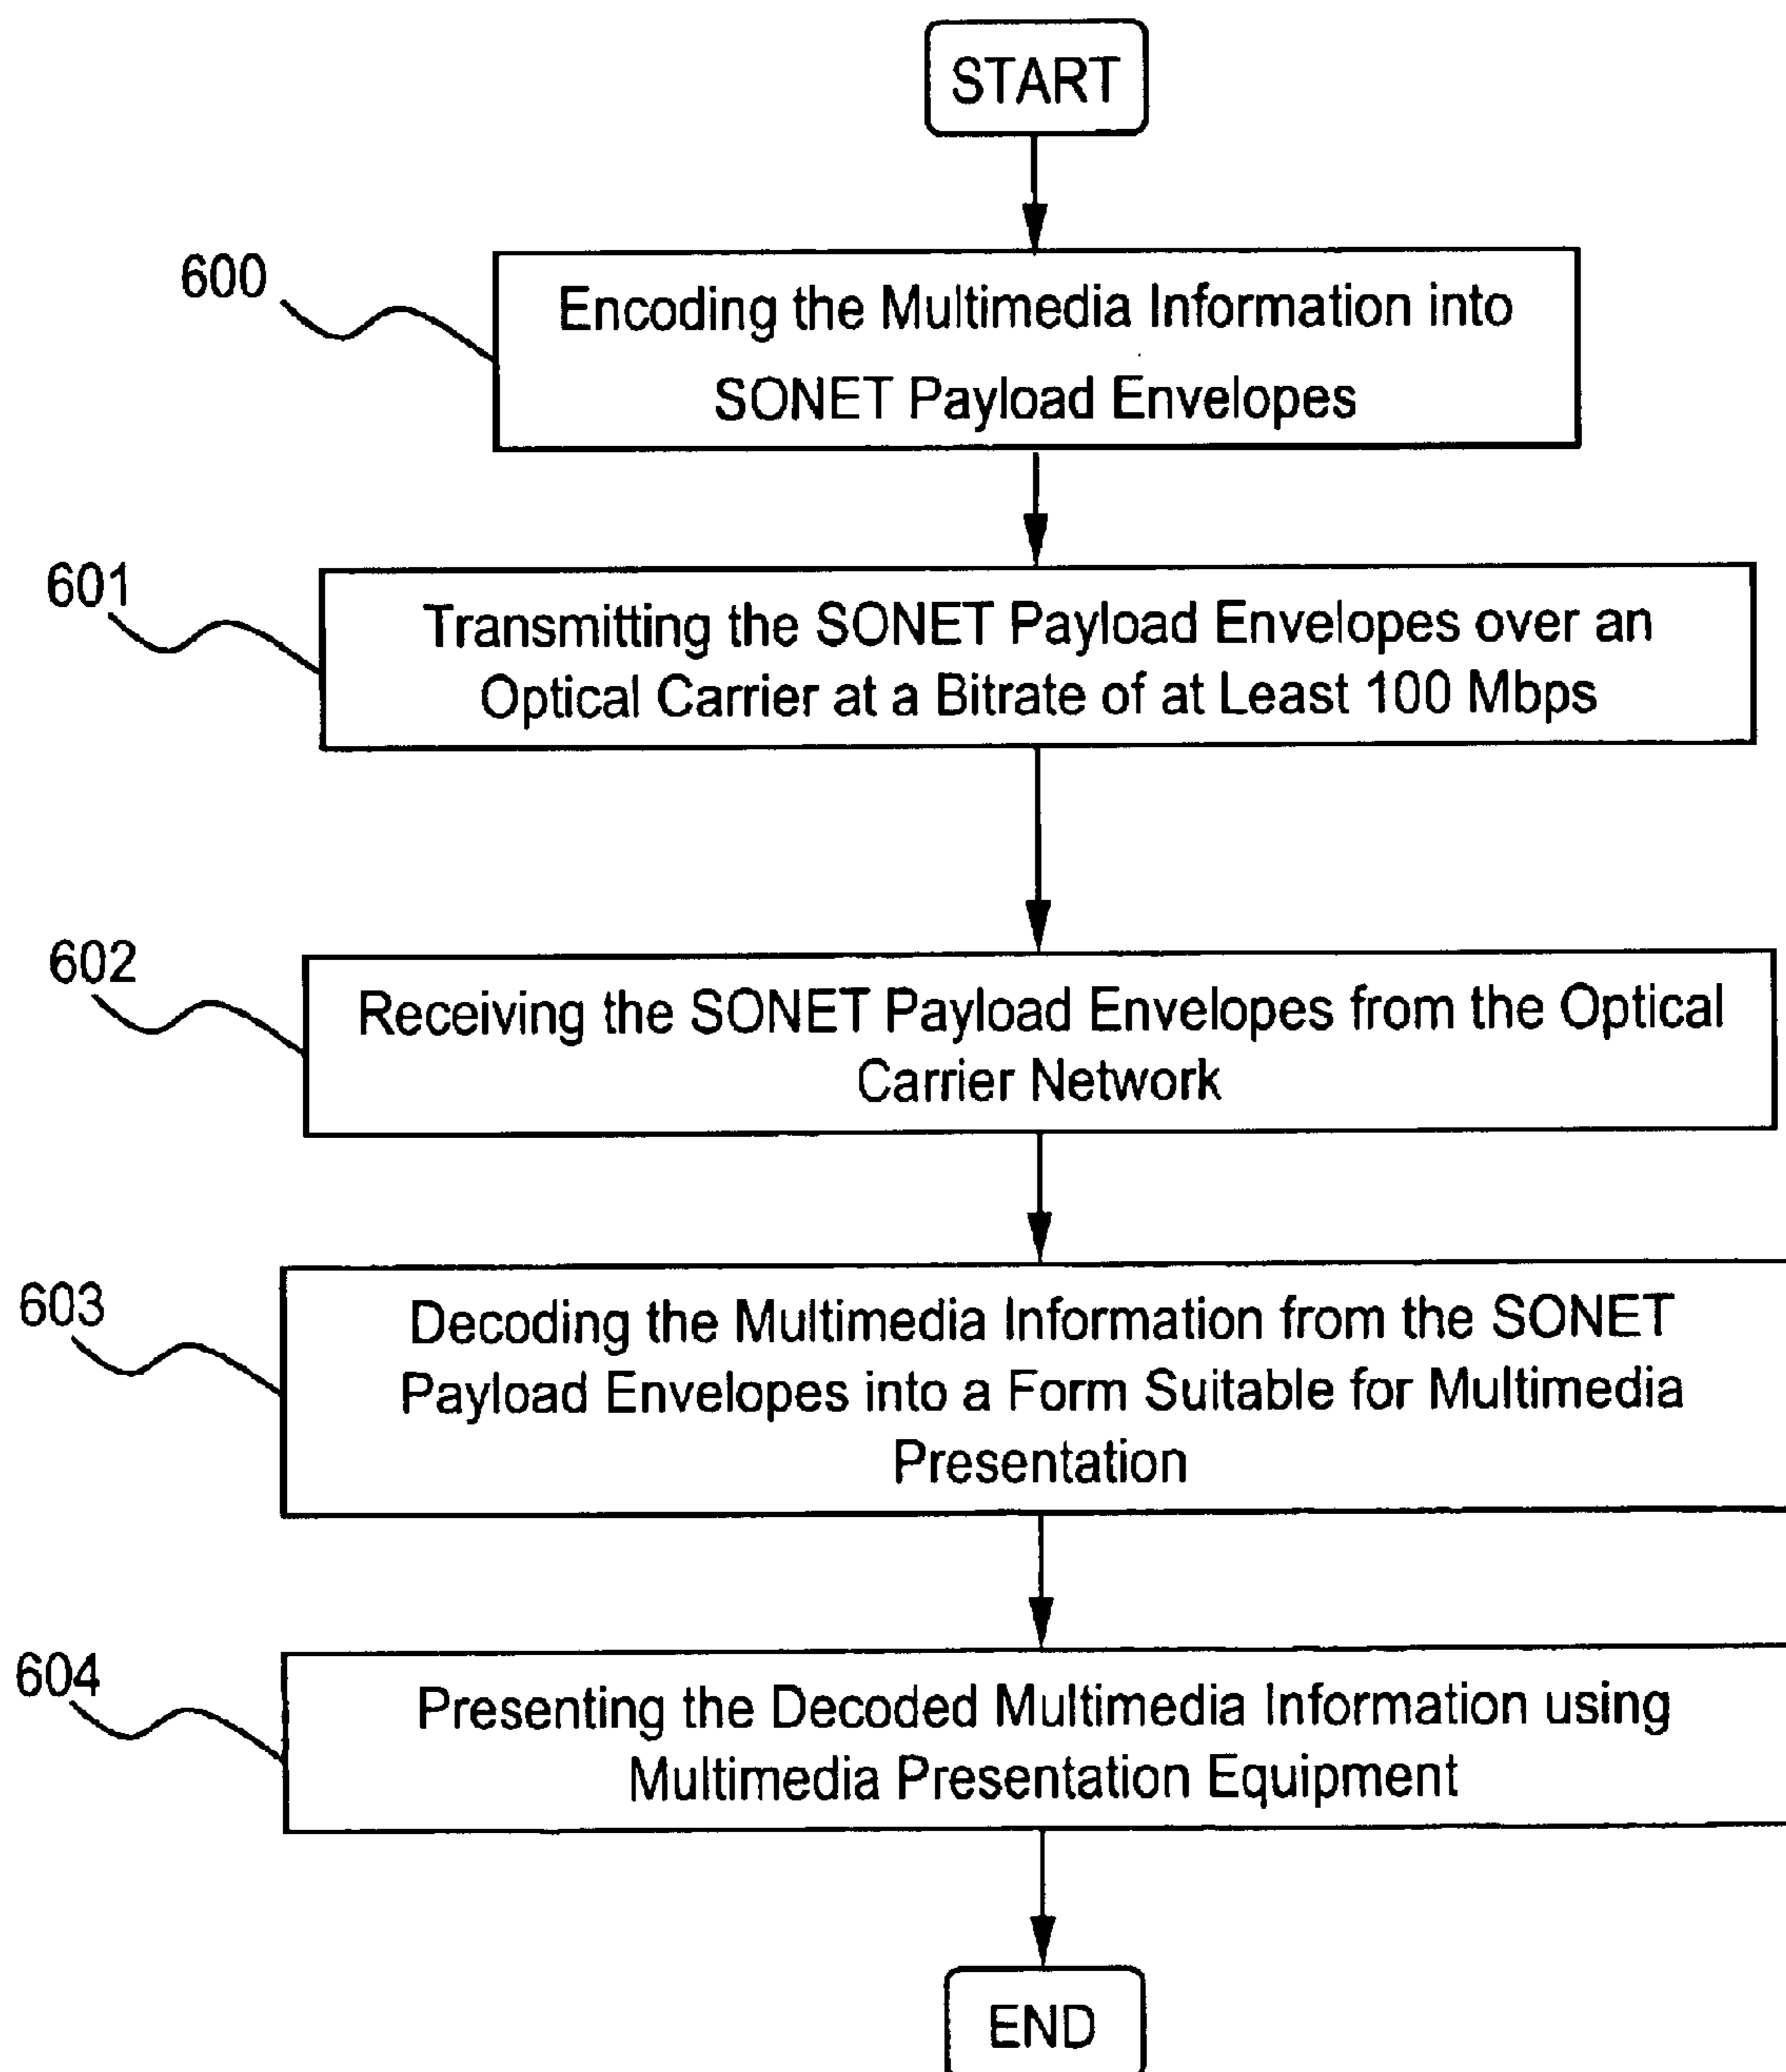 START
600
Encoding the Multimedia Information into
SONET Payload Envelopes
601
Transmitting the SONET Payload Envelopes over an
Optical Carrier at a Bitrate of at Least 100 Mbps
602
Receiving the SONET Payload Envelopes from the Optical
Carrier Network
603
Decoding the Multimedia Information from the SONET
Payload Envelopes into a Form Suitable for Multimedia
Presentation
604
Presenting the Decoded Multimedia Information using
Multimedia Presentation Equipment
END